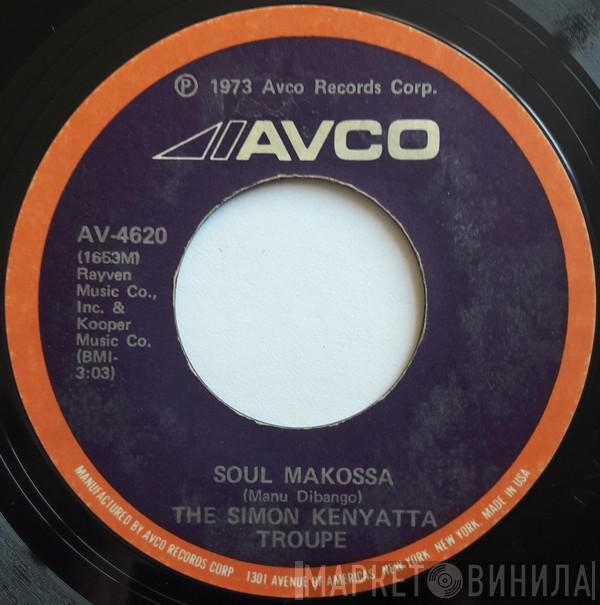 ℗ 1973 Avco Records Corp.
AVCO
AV-4620
(1653M)
Rayven
Music Co.,
Inc. &
Kooper
Music Co.
(BMI-
3:03)
SOUL MAKOSSA
(Manu Dibango)
THE SIMON KENYATTA
TROUPE
MANUFACTURED BY AVCO RECORDS CORP. 1301 AVENUE OF AMERICAS, NEW YORK, NEW YORK. MADE IN USA
МАРКЕТ ВИНИЛА